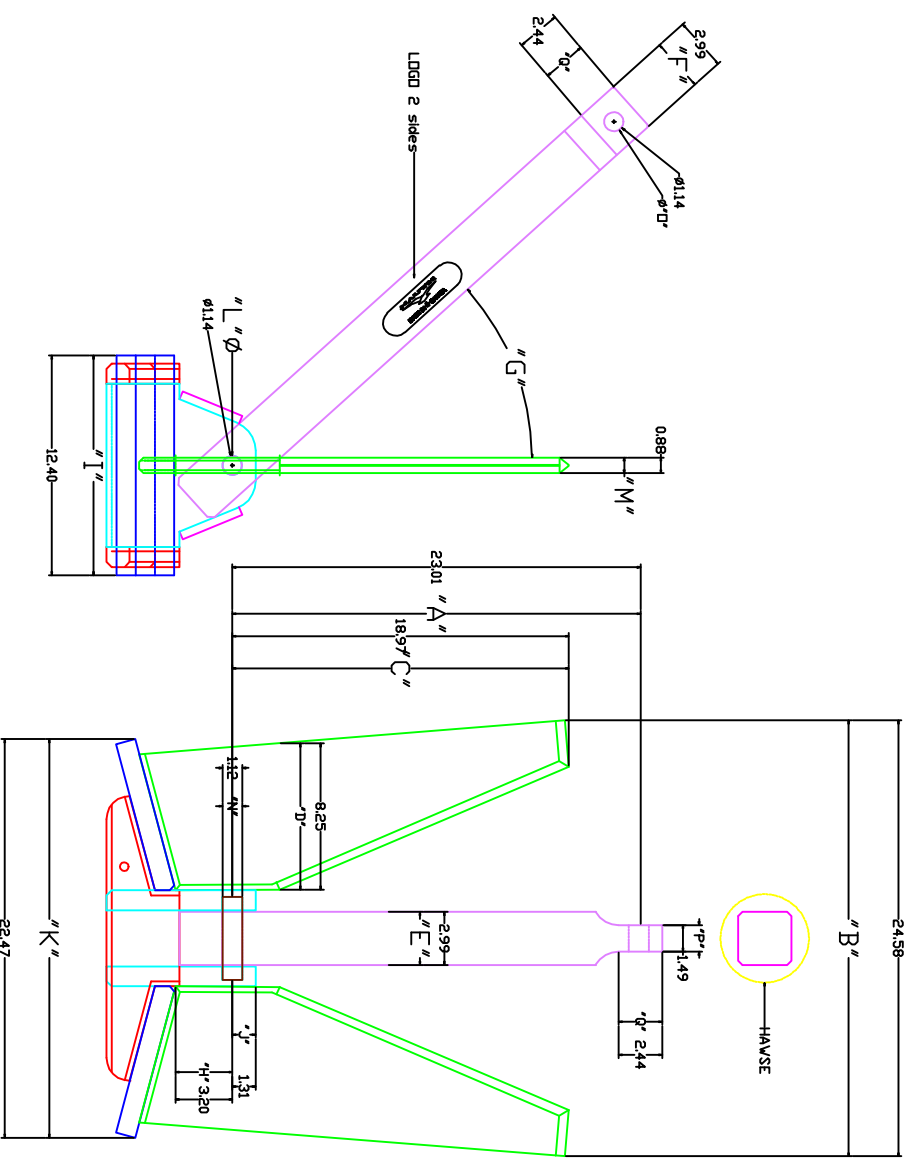 2.99
"F"
2.44
"Q"
LOGO 2 sides
ø1.14
ø"O"
"G"
"L" Ø
ø1.14
0.88
"M"
"I"
12.40
23.01
"A"
18.97
"C"
24.58
"B"
8.25
"D"
1.12
"N"
2.99
"E"
"P"
1.49
"Q" 2.44
HAWSE
"J"
1.31
"H" 3.20
"K"
22.47